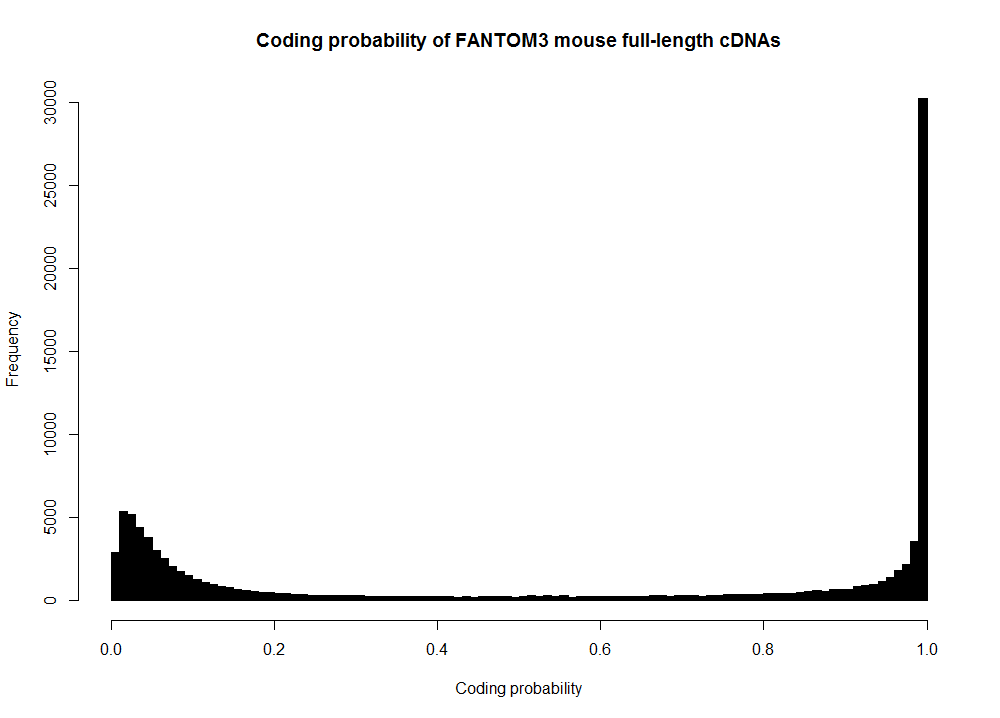 Coding probability of FANTOM3 mouse full-length cDNAs
30000
25000
20000
15000
10000
5000
0
Frequency
0.0 0.2 0.4 0.6 0.8 1.0
Coding probability